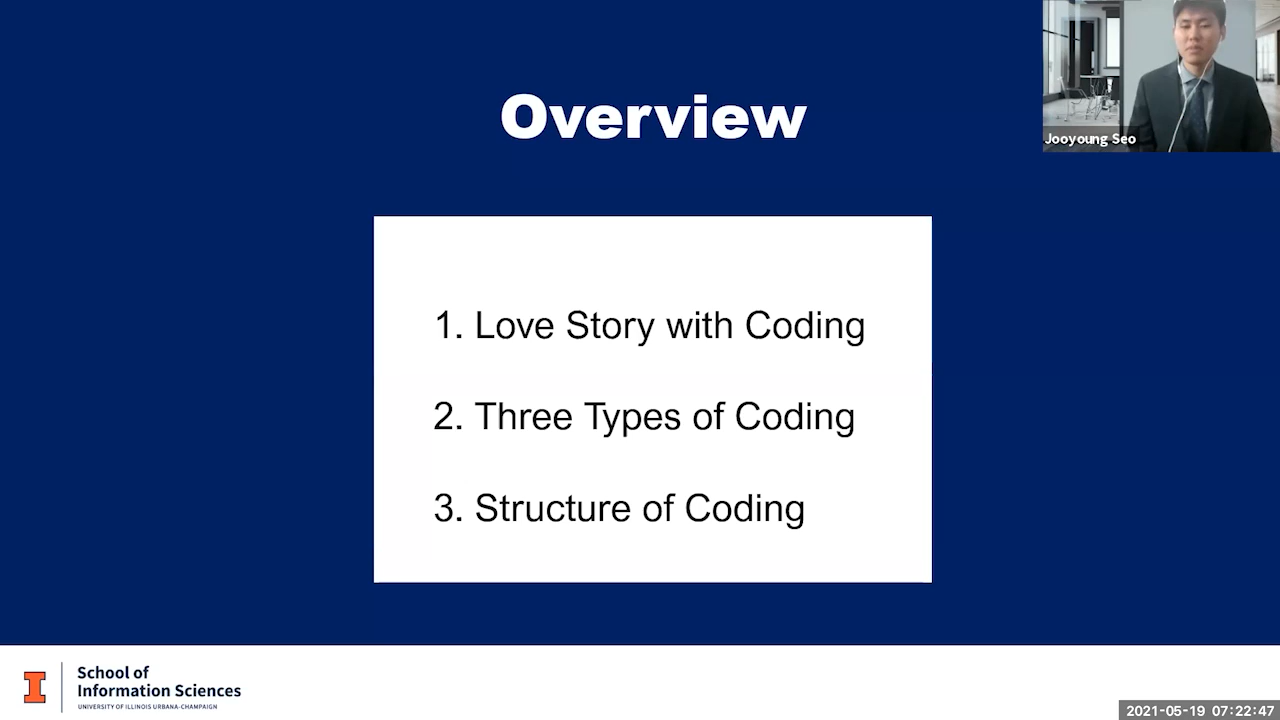 Overview
Jooyoung Seo
1. Love Story with Coding
2. Three Types of Coding
3. Structure of Coding
I
School of
Information Sciences
UNIVERSITY OF ILLINOIS URBANA-CHAMPAIGN
2021-05-19 07:22:47